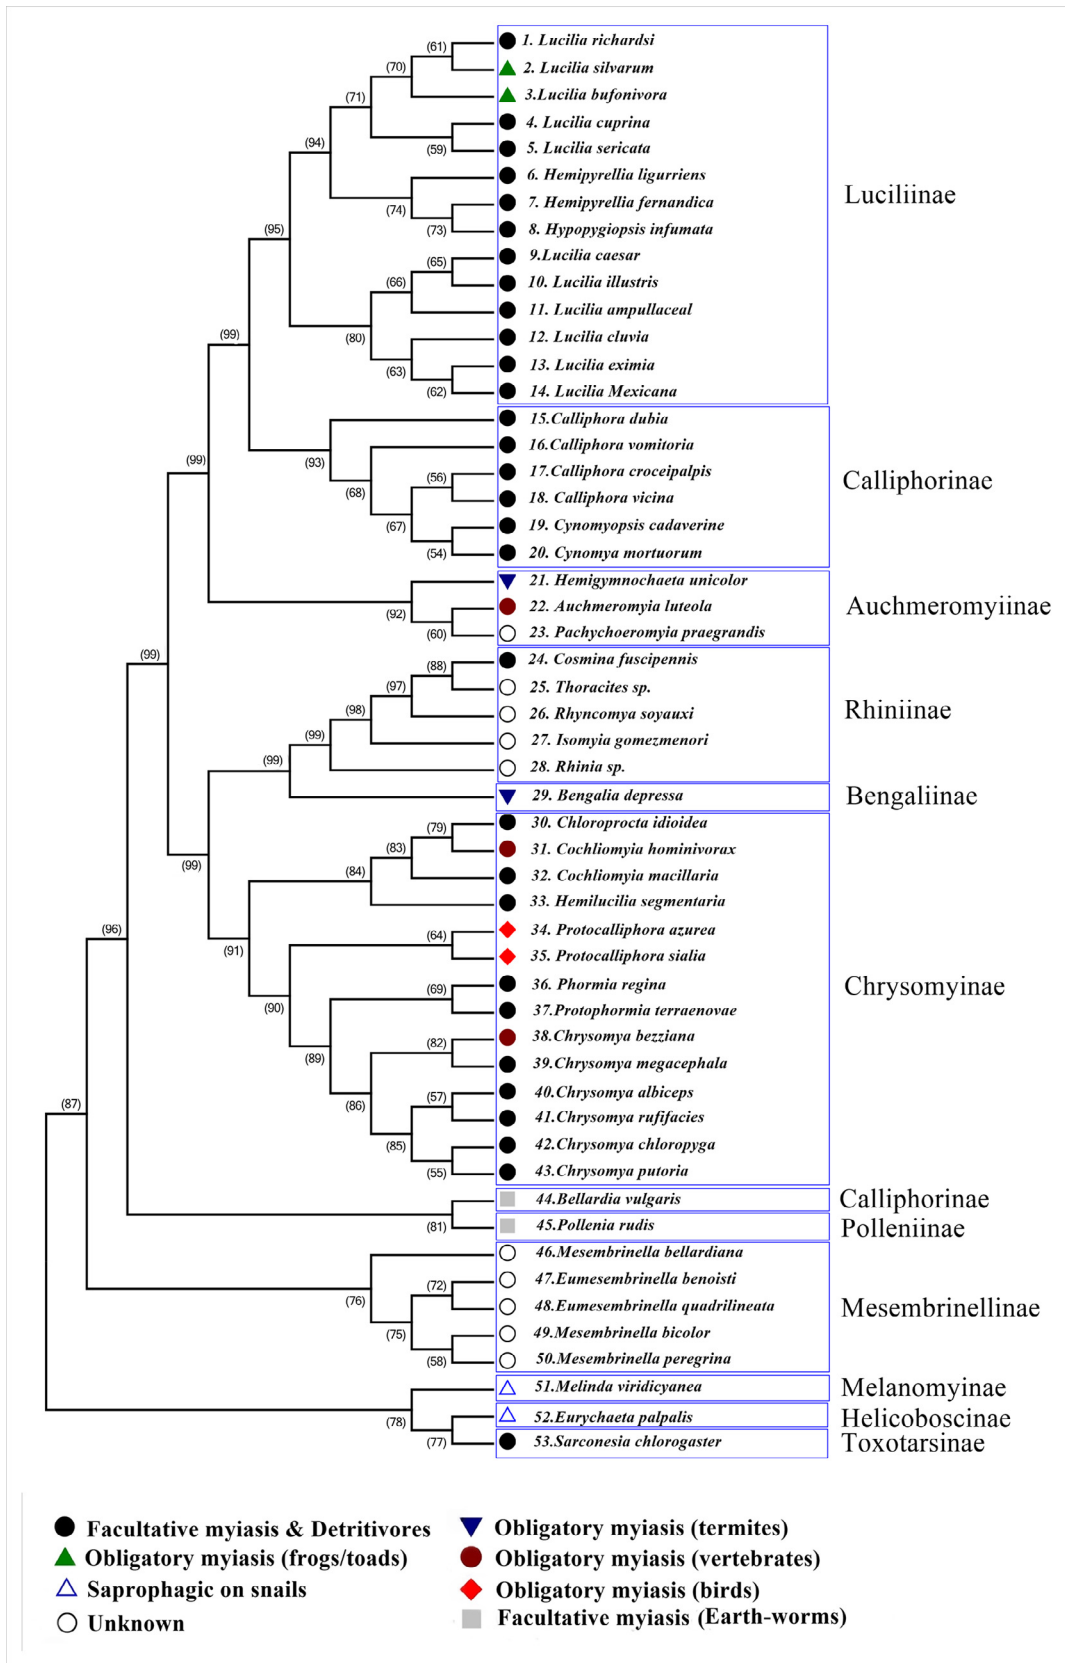 (61)
1. Lucilia richardsi
(70)
2. Lucilia silvarum
(71)
3.Lucilia bufonivora
4. Lucilia cuprina
(94)
(59)
5. Lucilia sericata
6. Hemipyrellia ligurriens
Luciliinae
(74)
7. Hemipyrellia fernandica
(95)
(73)
8. Hypopygiopsis infumata
(65)
9.Lucilia caesar
(66)
10. Lucilia illustris
11. Lucilia ampullaceal
(99)
(80)
12. Lucilia cluvia
(63)
13. Lucilia eximia
(62)
14. Lucilia Mexicana
15.Calliphora dubia
16.Calliphora vomitoria
(99)
(93)
17.Calliphora croceipalpis
(56)
Calliphorinae
(68)
18. Calliphora vicina
(67)
19. Cynomyopsis cadaverine
(54)
20. Cynomya mortuorum
21. Hemigymnochaeta unicolor
(92)
22. Auchmeromyia luteola
Auchmeromyiinae
(60)
23. Pachychoeromyia praegrandis
(99)
(88)
24. Cosmina fuscipennis
(97)
25. Thoracites sp.
(98)
26. Rhyncomya soyauxi
Rhiniinae
(99)
27. Isomyia gomezmenori
(99)
28. Rhinia sp.
29. Bengalia depressa
Bengaliinae
(79)
30. Chloroprocta idioidea
(83)
31. Cochliomyia hominivorax
(99)
(84)
32. Cochliomyia macillaria
33. Hemilucilia segmentaria
(96)
(64)
34. Protocalliphora azurea
(91)
35. Protocalliphora sialia
(69)
36. Phormia regina
Chrysomyinae
(90)
37.Protophormia terraenovae
38.Chrysomya bezziana
(82)
(89)
39.Chrysomya megacephala
(57)
40.Chrysomya albiceps
(87)
(86)
41.Chrysomya rufifacies
(85)
42.Chrysomya chloropyga
(55)
43.Chrysomya putoria
44.Bellardia vulgaris
Calliphorinae
(81)
45.Pollenia rudis
Polleniinae
46.Mesembrinella bellardiana
(72)
47.Eumesembrinella benoisti
(76)
48.Eumesembrinella quadrilineata
Mesembrinellinae
(75)
49.Mesembrinella bicolor
(58)
50.Mesembrinella peregrina
51.Melinda viridicyanea
Melanomyinae
(78)
52.Eurychaeta palpalis
Helicoboscinae
(77)
53.Sarconesia chlorogaster
Toxotarsinae
Facultative myiasis & Detritivores
Obligatory myiasis (termites)
Obligatory myiasis (frogs/toads)
Obligatory myiasis (vertebrates)
Saprophagic on snails
Obligatory myiasis (birds)
Unknown
Facultative myiasis (Earth-worms)